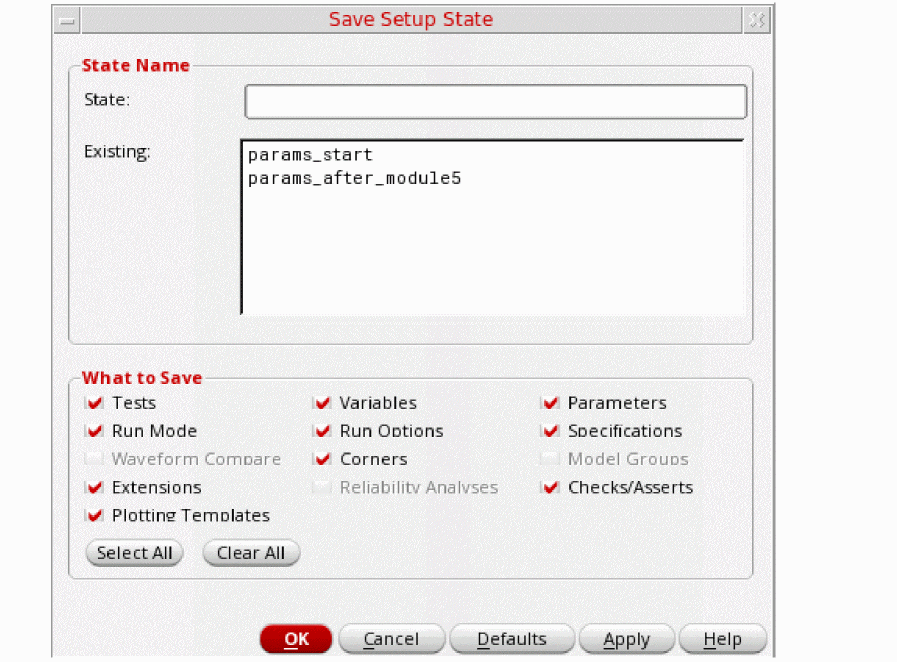 Save Setup State
State Name
State:
Existing:
params_start
params_after_module5
What to Save
Tests Variables Parameters
Run Mode Run Options Specifications
Waveform Compare Corners Model Groups
Extensions Reliability Analyses Checks/Asserts
Plotting Templates
Select All Clear All
OK Cancel Defaults Apply Help